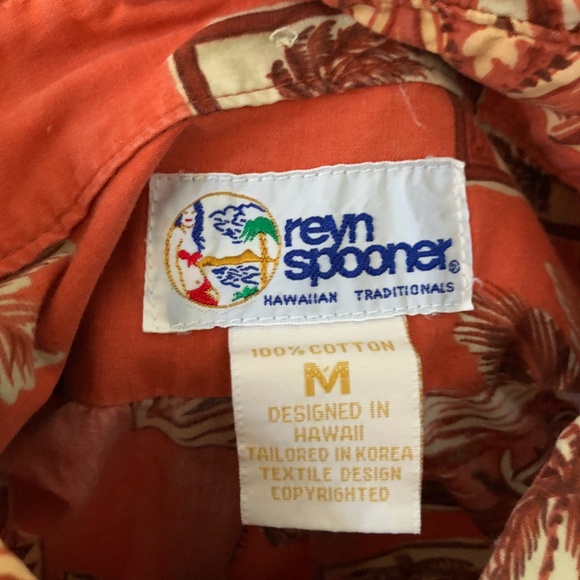 reyn
spooner®
HAWAIIAN TRADITIONALS
100% COTTON
M
DESIGNED IN
HAWAII
TAILORED IN KOREA
TEXTILE DESIGN
COPYRIGHTED